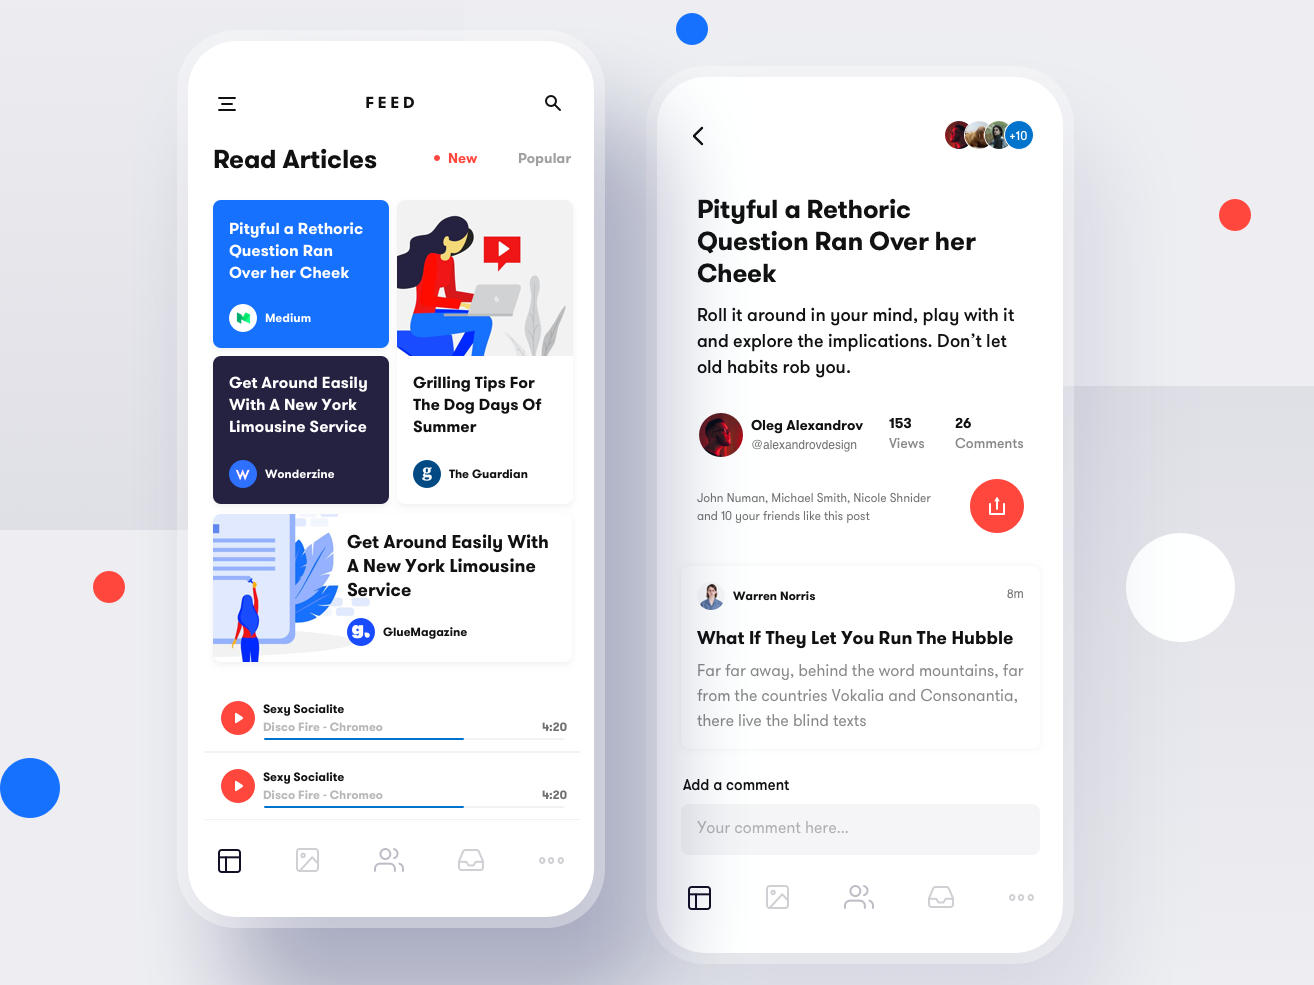 FEED
Read Articles
New
Popular
Pityful a Rethoric
Question Ran
Over her Cheek
Medium
Get Around Easily
With A New York
Limousine Service
W
Wonderzine
Grilling Tips For
The Dog Days Of
Summer
g
The Guardian
Get Around Easily With
A New York Limousine
Service
g.
GlueMagazine
Sexy Socialite
Disco Fire - Chromeo
4:20
Sexy Socialite
Disco Fire - Chromeo
4:20
+10
Pityful a Rethoric
Question Ran Over her
Cheek
Roll it around in your mind, play with it
and explore the implications. Don’t let
old habits rob you.
Oleg Alexandrov
@alexandrovdesign
153
Views
26
Comments
John Numan, Michael Smith, Nicole Shnider
and 10 your friends like this post
Warren Norris
8m
What If They Let You Run The Hubble
Far far away, behind the word mountains, far
from the countries Vokalia and Consonantia,
there live the blind texts
Add a comment
Your comment here...